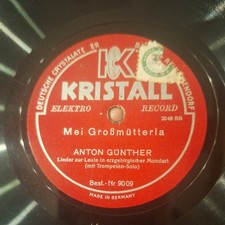 DEUTSCHE CRYSTALATE
K
KRISTALL
ELEKTRO RECORD
Mei Großmütterla
ANTON GÜNTHER
Lieder zur Laute in erzgebirgischer Mundart
(mit Trompeten-Solo)
Best.-Nr 9009
MADE IN GERMANY